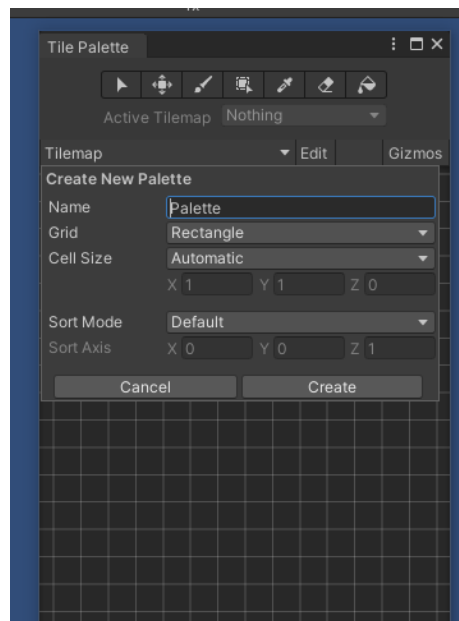 Tile Palette
Active Tilemap Nothing
Tilemap Edit Gizmos
Create New Palette
Name Palette
Grid Rectangle
Cell Size Automatic
X 1 Y 1 Z 0
Sort Mode Default
Sort Axis X 0 Y 0 Z 1
Cancel Create